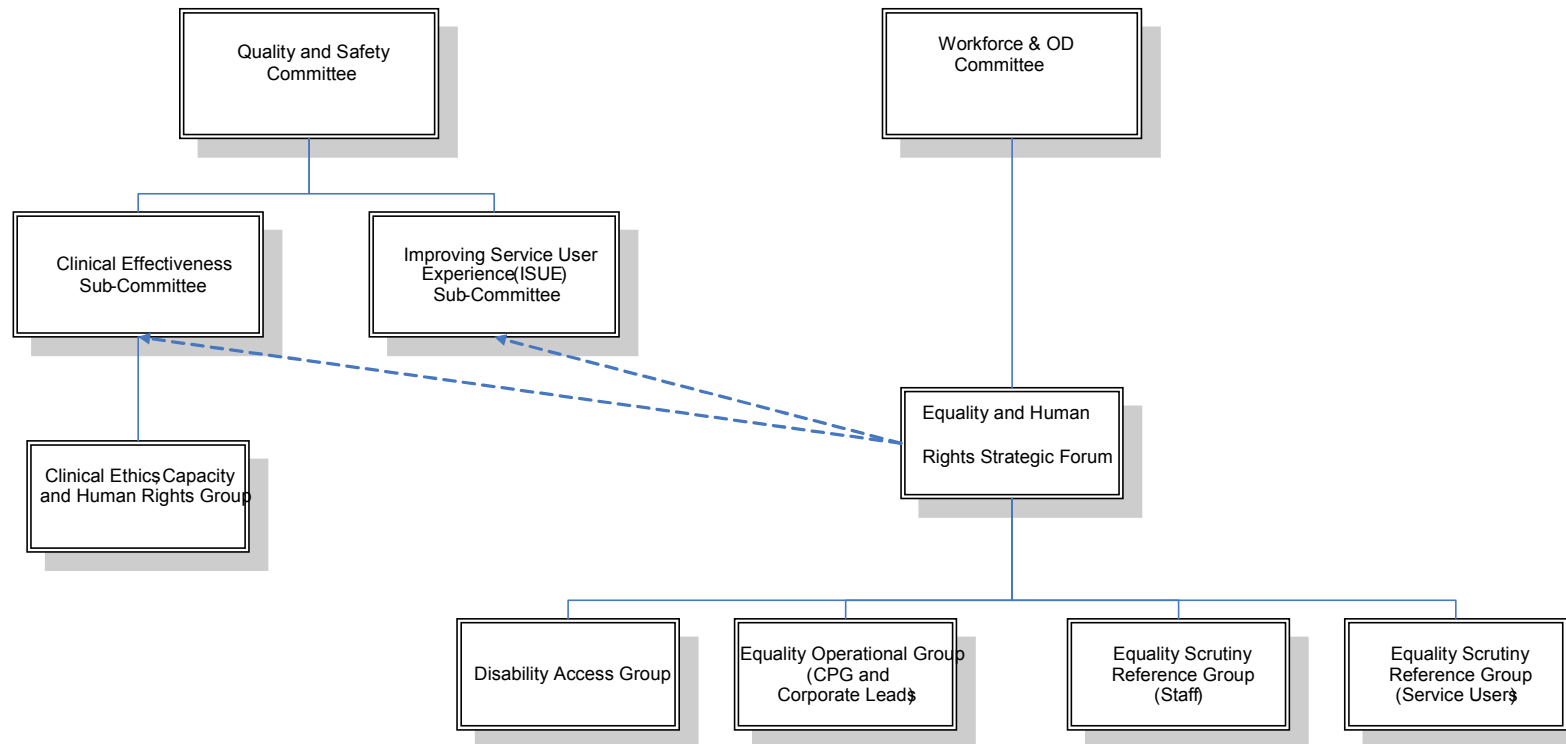 Quality and Safety
Committee
Workforce & OD
Committee
Clinical Effectiveness
Sub-Committee
Improving Service User
Experience(ISUE)
Sub-Committee
Equality and Human
Rights Strategic Forum
Clinical Ethics, Capacity
and Human Rights Group
Disability Access Group
Equality Operational Group
(CPG and
Corporate Leads)
Equality Scrutiny
Reference Group
(Staff)
Equality Scrutiny
Reference Group
(Service Users)